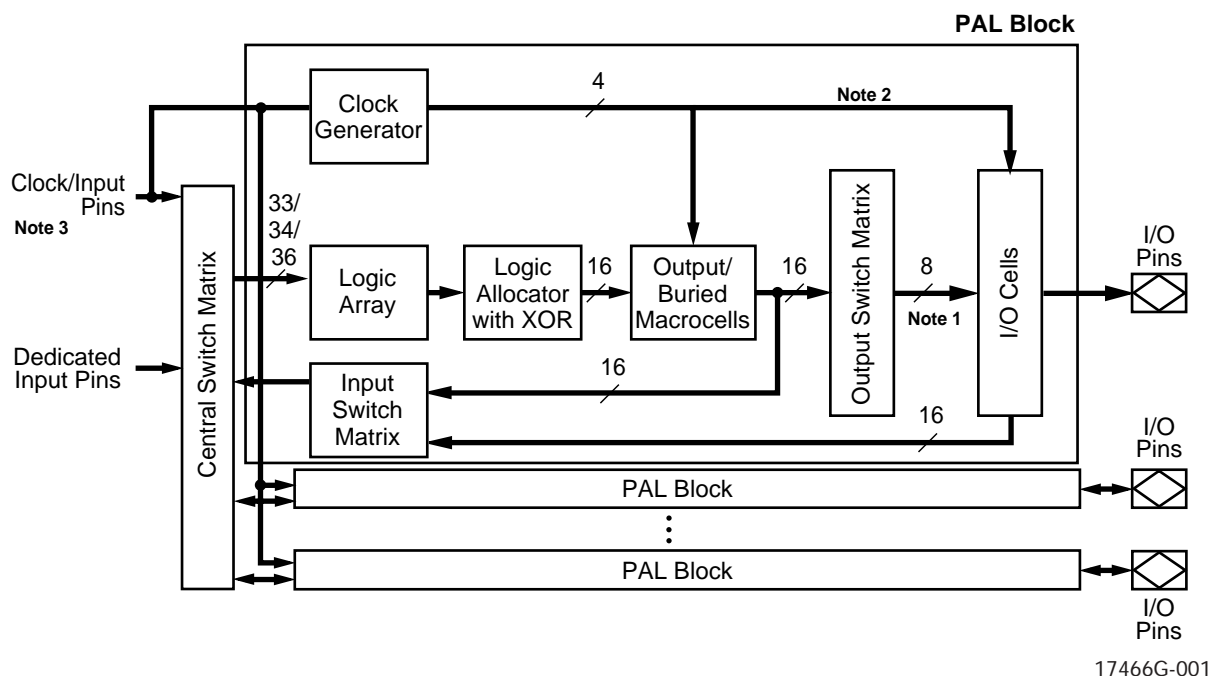 PAL Block
Clock
Generator
4
Note 2
Clock/Input
Pins
Note 3
Central Switch Matrix
33/
34/
36
Logic
Array
Logic
Allocator
with XOR
16
Output/
Buried
Macrocells
16
Output Switch Matrix
8
Note 1
I/O Cells
I/O
Pins
Dedicated
Input Pins
Input
Switch
Matrix
16
16
PAL Block
I/O
Pins
PAL Block
I/O
Pins
17466G-001